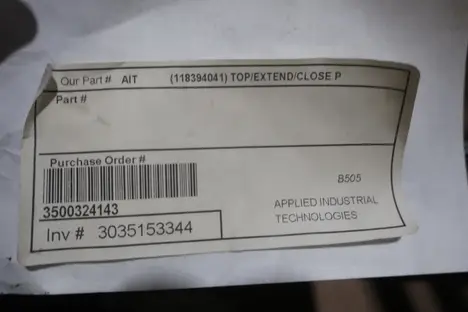 Our Part # AIT (118394041) TOP/EXTEND/CLOSE P
Part #
Purchase Order #
3500324143
B505
APPLIED INDUSTRIAL
TECHNOLOGIES
Inv # 3035153344